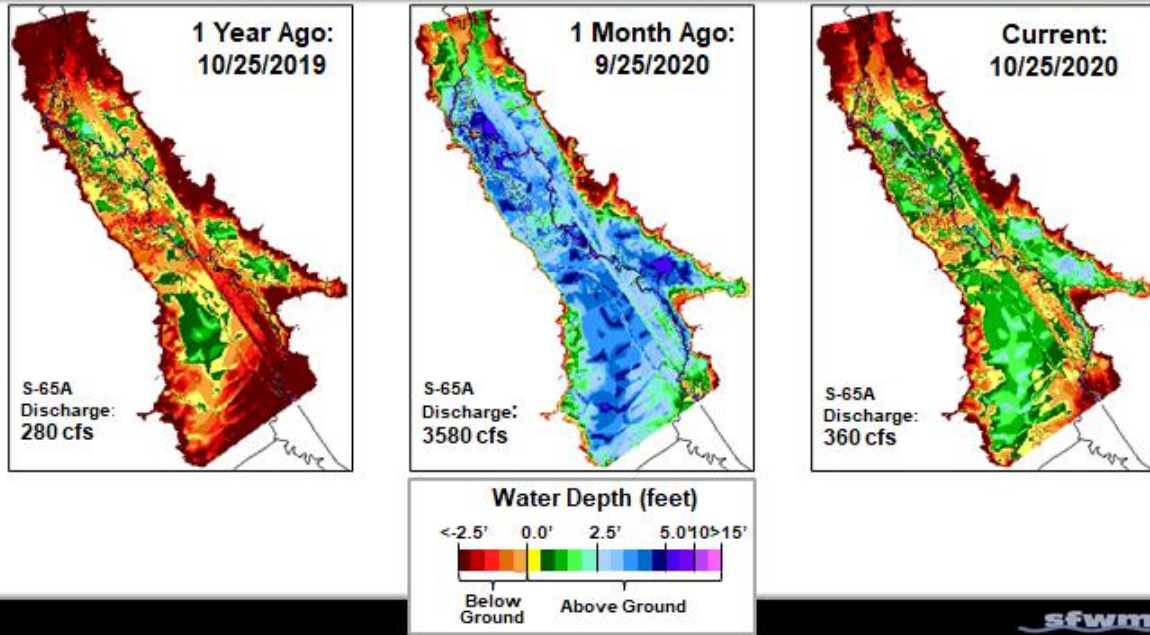 1 Year Ago:
10/25/2019
S-65A
Discharge:
280 cfs
1 Month Ago:
9/25/2020
S-65A
Discharge:
3580 cfs
Current:
10/25/2020
S-65A
Discharge:
360 cfs
Water Depth (feet)
<-2.5' 0.0' 2.5' 5.0' 10' >15'
Below
Ground
Above Ground
sfwm